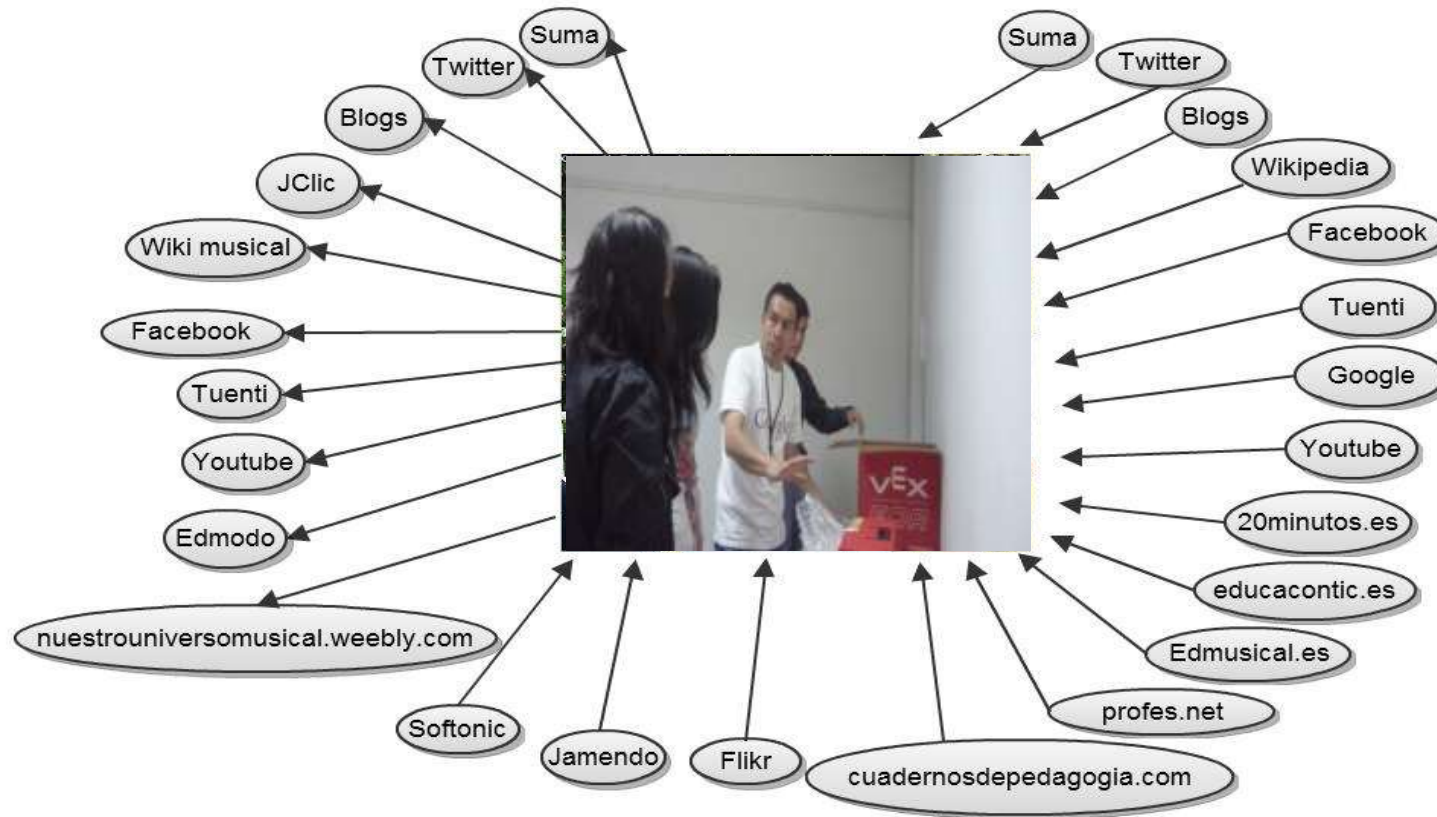 Suma
Suma
Twitter
Twitter
Blogs
Blogs
JClic
Wikipedia
Wiki musical
Facebook
Facebook
Tuenti
Tuenti
Google
Youtube
Youtube
Edmodo
20minutos.es
educacontic.es
nuestrouniversomusical.weebly.com
Edmusical.es
Softonic
profes.net
Jamendo
Flikr
cuadernosdepedagogia.com
vEx